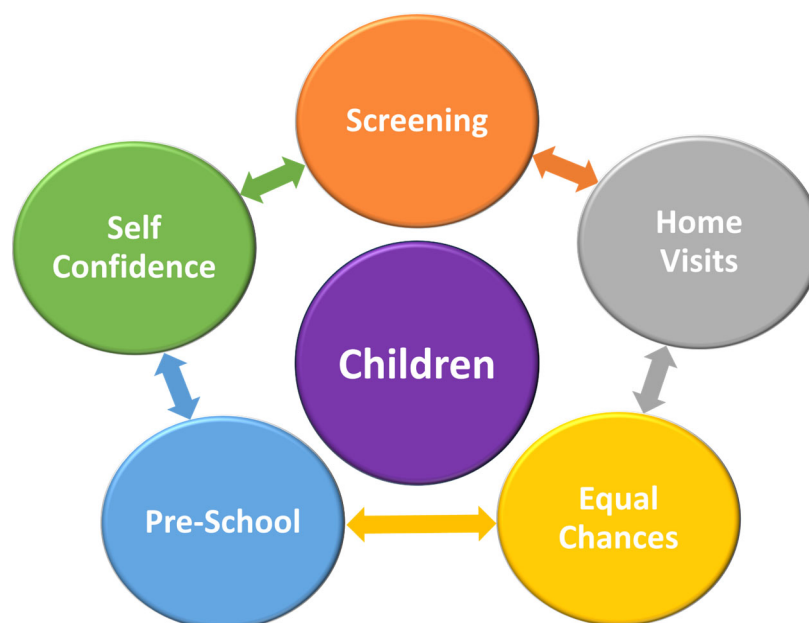 Screening
Self
Confidence
Home
Visits
Children
Pre-School
Equal
Chances